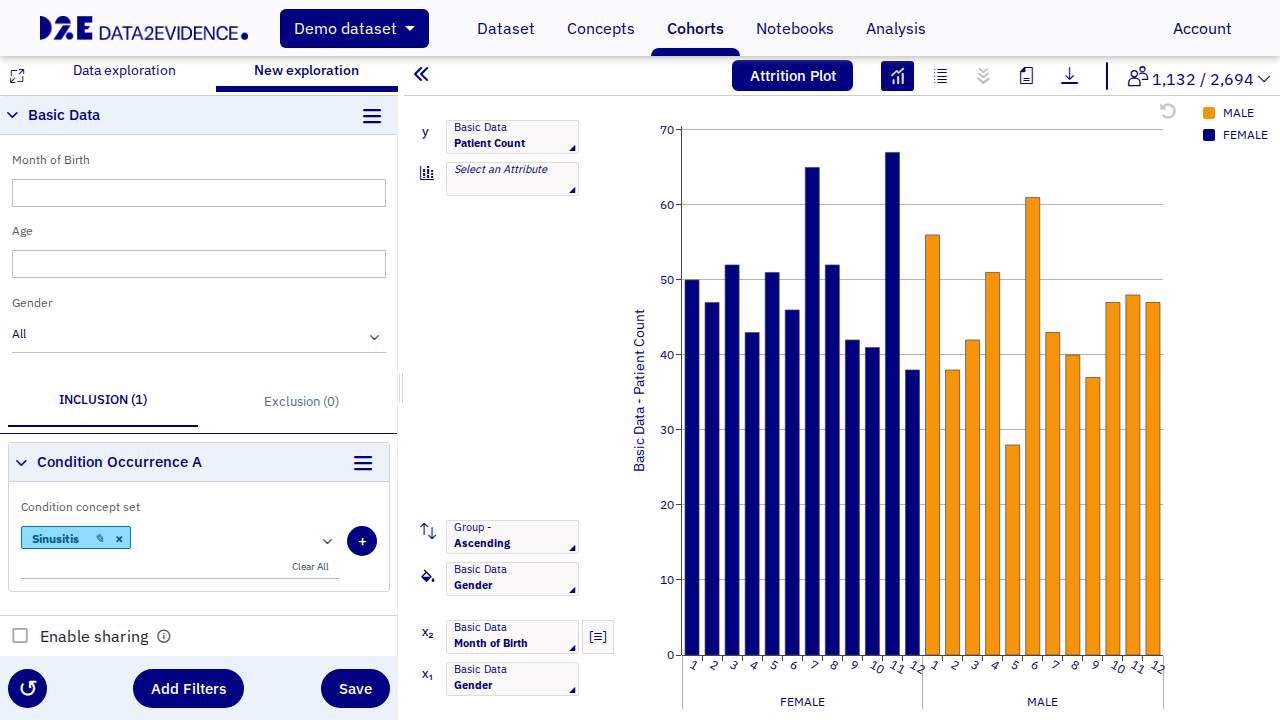 DATA2EVIDENCE.
Demo dataset
Dataset
Concepts
Cohorts
Notebooks
Analysis
Account
Data exploration
New exploration
Attrition Plot
1,132 / 2,694
Basic Data
Month of Birth
Age
Gender
All
INCLUSION (1)
Exclusion (0)
Condition Occurrence A
Condition concept set
Sinusitis ✎ ×
+
Clear All
Enable sharing
Add Filters
Save
y
Basic Data
Patient Count
Select an Attribute
Group -
Ascending
Basic Data
Gender
x₂
Basic Data
Month of Birth
x₁
Basic Data
Gender
MALE
FEMALE
Basic Data - Patient Count
70
60
50
40
30
20
10
0
1 2 3 4 5 6 7 8 9 10 11 12 1 2 3 4 5 6 7 8 9 10 11 12
FEMALE
MALE